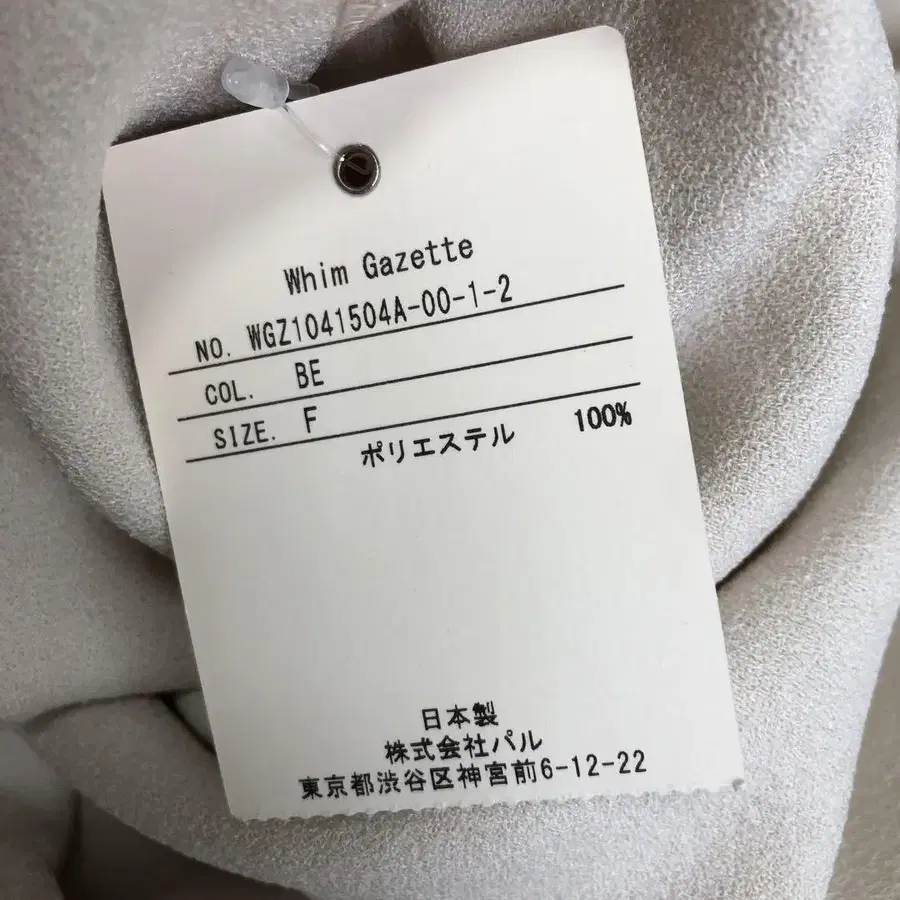 Whim Gazette
NO. WGZ1041504A-00-1-2
COL. BE
SIZE. F
ポリエステル 100%
日本製
株式会社パル
東京都渋谷区神宮前6-12-22